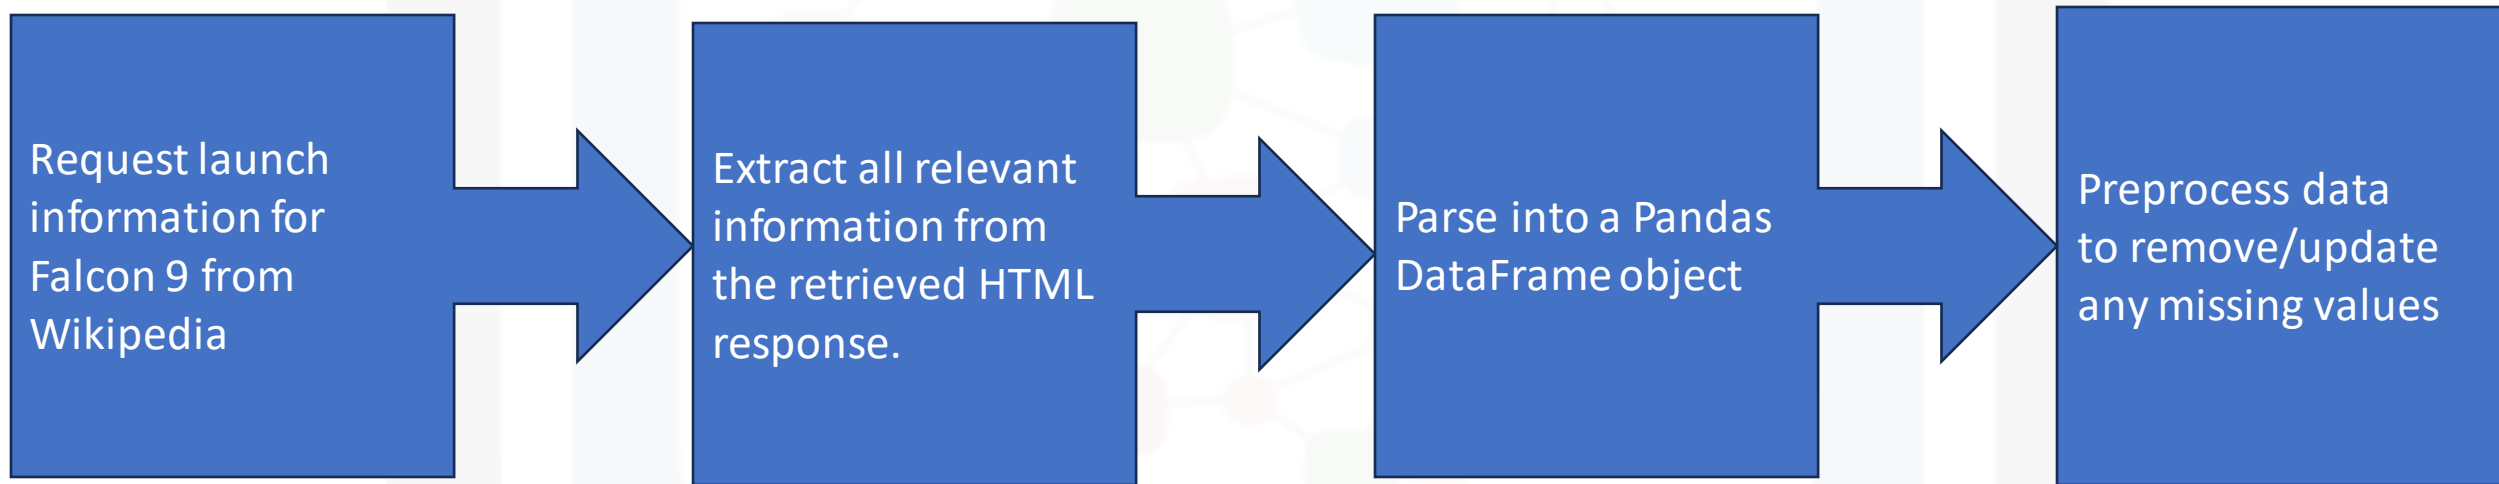 Request launch
information for
Falcon 9 from
Wikipedia
Extract all relevant
information from
the retrieved HTML
response.
Parse into a Pandas
DataFrame object
Preprocess data
to remove/update
any missing values